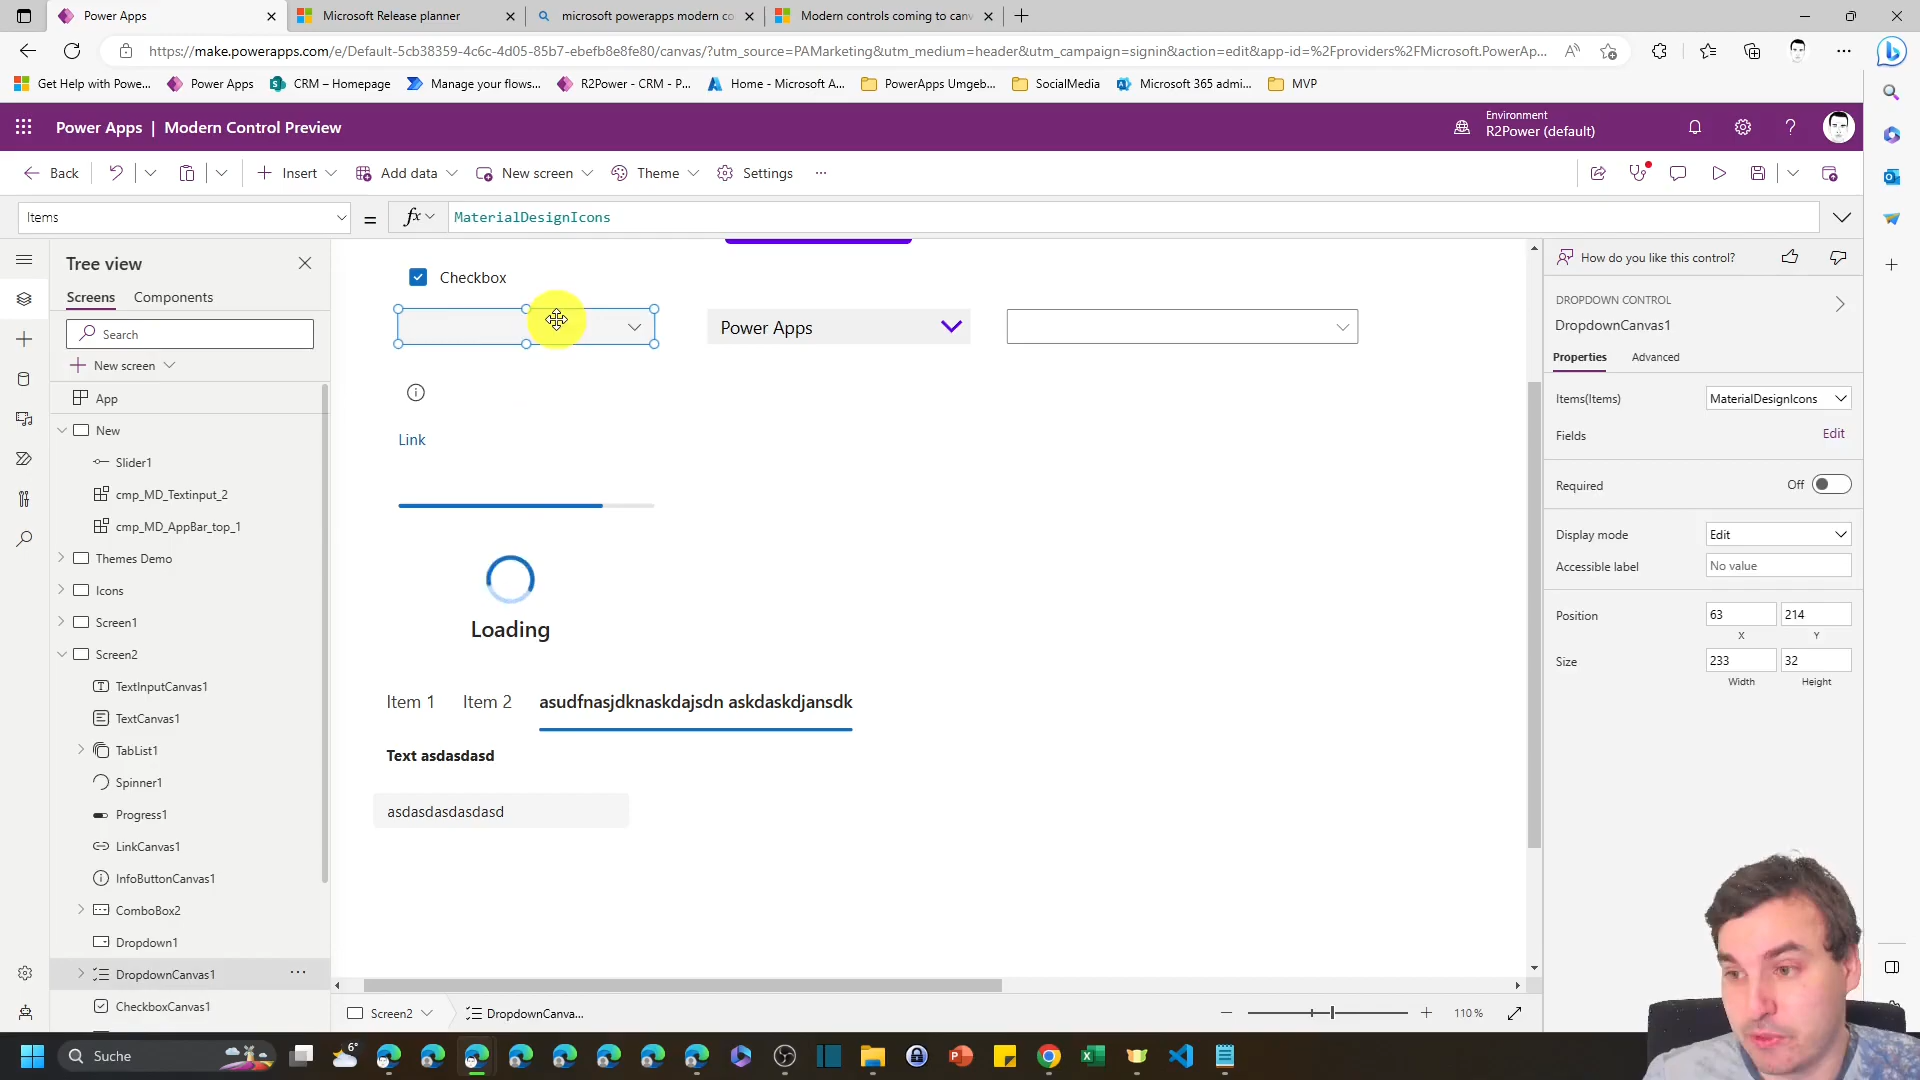 Power Apps
Microsoft Release planner
microsoft powerapps modern co
Modern controls coming to canv
https://make.powerapps.com/e/Default-5cb38359-4c6c-4d05-85b7-ebefb8e8fe80/canvas/?utm_source=PAMarketing&utm_medium=header&utm_campaign=signin&action=edit&app-id=%2Fproviders%2FMicrosoft.PowerAp...
Get Help with Powe...
Power Apps
CRM – Homepage
Manage your flows...
R2Power - CRM - P...
Home - Microsoft A...
PowerApps Umgeb...
SocialMedia
Microsoft 365 admi...
MVP
Power Apps | Modern Control Preview
Environment
R2Power (default)
Back
Insert
Add data
New screen
Theme
Settings
Items
= fx
MaterialDesignIcons
Tree view
Screens
Components
Search
New screen
App
New
Slider1
cmp_MD_Textinput_2
cmp_MD_AppBar_top_1
Themes Demo
Icons
Screen1
Screen2
TextInputCanvas1
TextCanvas1
TabList1
Spinner1
Progress1
LinkCanvas1
InfoButtonCanvas1
ComboBox2
Dropdown1
DropdownCanvas1
CheckboxCanvas1
Checkbox
Power Apps
Link
Loading
Item 1
Item 2
asudfnasjdknaskdajsdn askdaskdjansdk
Text asdasdasd
asdasdasdasdasd
Screen2
DropdownCanva...
110 %
How do you like this control?
DROPDOWN CONTROL
DropdownCanvas1
Properties
Advanced
Items(Items)
MaterialDesignIcons
Fields
Edit
Required
Off
Display mode
Edit
Accessible label
No value
Position
63
214
X
Y
Size
233
32
Width
Height
Suche
6°